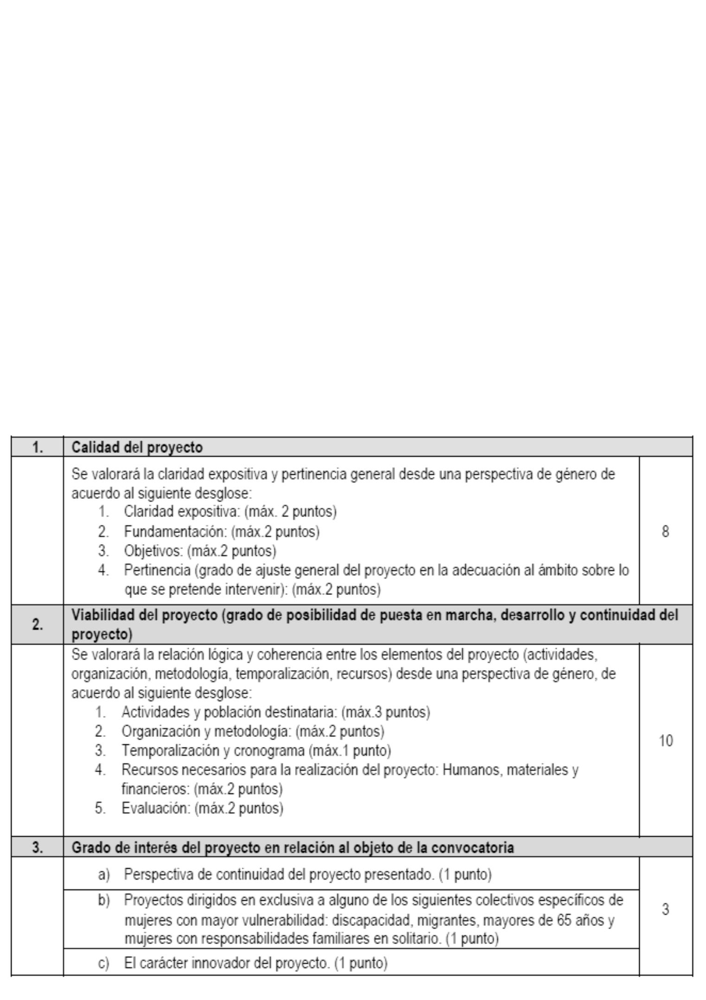 1. Calidad del proyecto
Se valorará la claridad expositiva y pertinencia general desde una perspectiva de género de
acuerdo al siguiente desglose:
1. Claridad expositiva: (máx. 2 puntos)
2. Fundamentación: (máx.2 puntos)
3. Objetivos: (máx.2 puntos)
4. Pertinencia (grado de ajuste general del proyecto en la adecuación al ámbito sobre lo
que se pretende intervenir): (máx.2 puntos)
8
2. Viabilidad del proyecto (grado de posibilidad de puesta en marcha, desarrollo y continuidad del
proyecto)
Se valorará la relación lógica y coherencia entre los elementos del proyecto (actividades,
organización, metodología, temporalización, recursos) desde una perspectiva de género, de
acuerdo al siguiente desglose:
1. Actividades y población destinataria: (máx.3 puntos)
2. Organización y metodología: (máx.2 puntos)
3. Temporalización y cronograma (máx.1 punto)
4. Recursos necesarios para la realización del proyecto: Humanos, materiales y
financieros: (máx.2 puntos)
5. Evaluación: (máx.2 puntos)
10
3. Grado de interés del proyecto en relación al objeto de la convocatoria
a) Perspectiva de continuidad del proyecto presentado. (1 punto)
b) Proyectos dirigidos en exclusiva a alguno de los siguientes colectivos específicos de
mujeres con mayor vulnerabilidad: discapacidad, migrantes, mayores de 65 años y
mujeres con responsabilidades familiares en solitario. (1 punto)
c) El carácter innovador del proyecto. (1 punto)
3